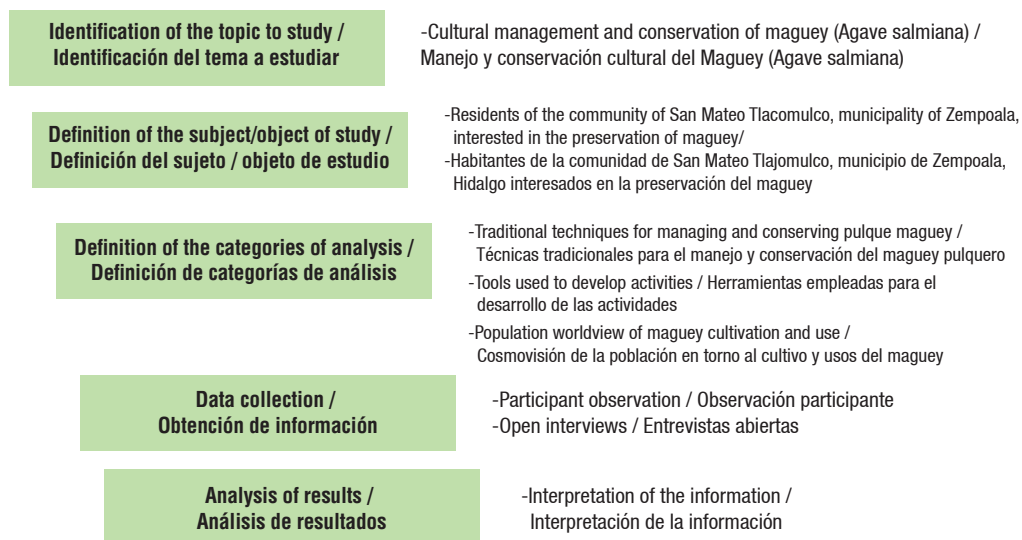 Identification of the topic to study /
Identificación del tema a estudiar
-Cultural management and conservation of maguey (Agave salmiana) /
Manejo y conservación cultural del Maguey (Agave salmiana)
Definition of the subject/object of study /
Definición del sujeto / objeto de estudio
-Residents of the community of San Mateo Tlacomulco, municipality of Zempoala,
interested in the preservation of maguey/
-Habitantes de la comunidad de San Mateo Tlajomulco, municipio de Zempoala,
Hidalgo interesados en la preservación del maguey
Definition of the categories of analysis /
Definición de categorías de análisis
-Traditional techniques for managing and conserving pulque maguey /
Técnicas tradicionales para el manejo y conservación del maguey pulquero
-Tools used to develop activities / Herramientas empleadas para el
desarrollo de las actividades
-Population worldview of maguey cultivation and use /
Cosmovisión de la población en torno al cultivo y usos del maguey
Data collection /
Obtención de información
-Participant observation / Observación participante
-Open interviews / Entrevistas abiertas
Analysis of results /
Análisis de resultados
-Interpretation of the information /
Interpretación de la información